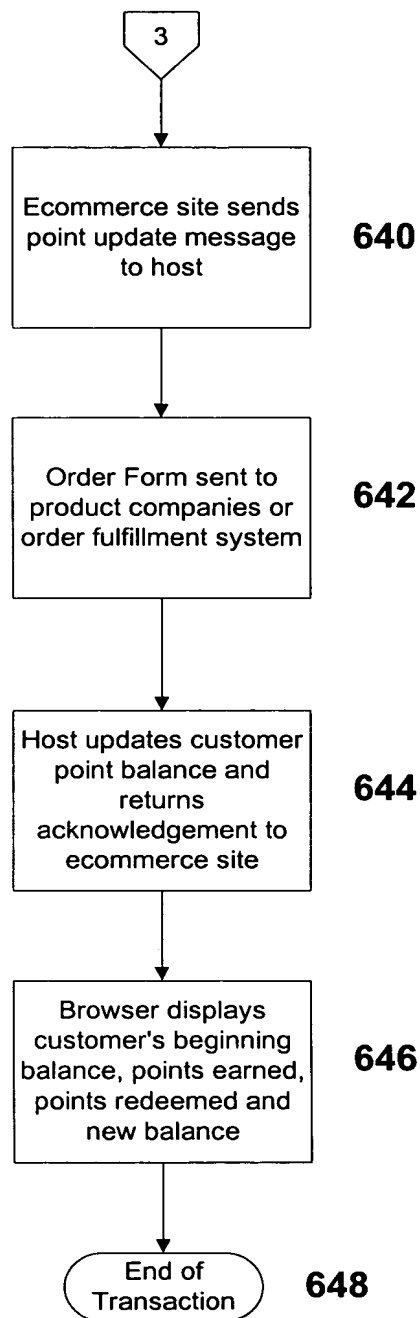 3
Ecommerce site sends
point update message
to host
640
Order Form sent to
product companies or
order fulfillment system
642
Host updates customer
point balance and
returns
acknowledgement to
ecommerce site
644
Browser displays
customer's beginning
balance, points earned,
points redeemed and
new balance
646
End of
Transaction
648